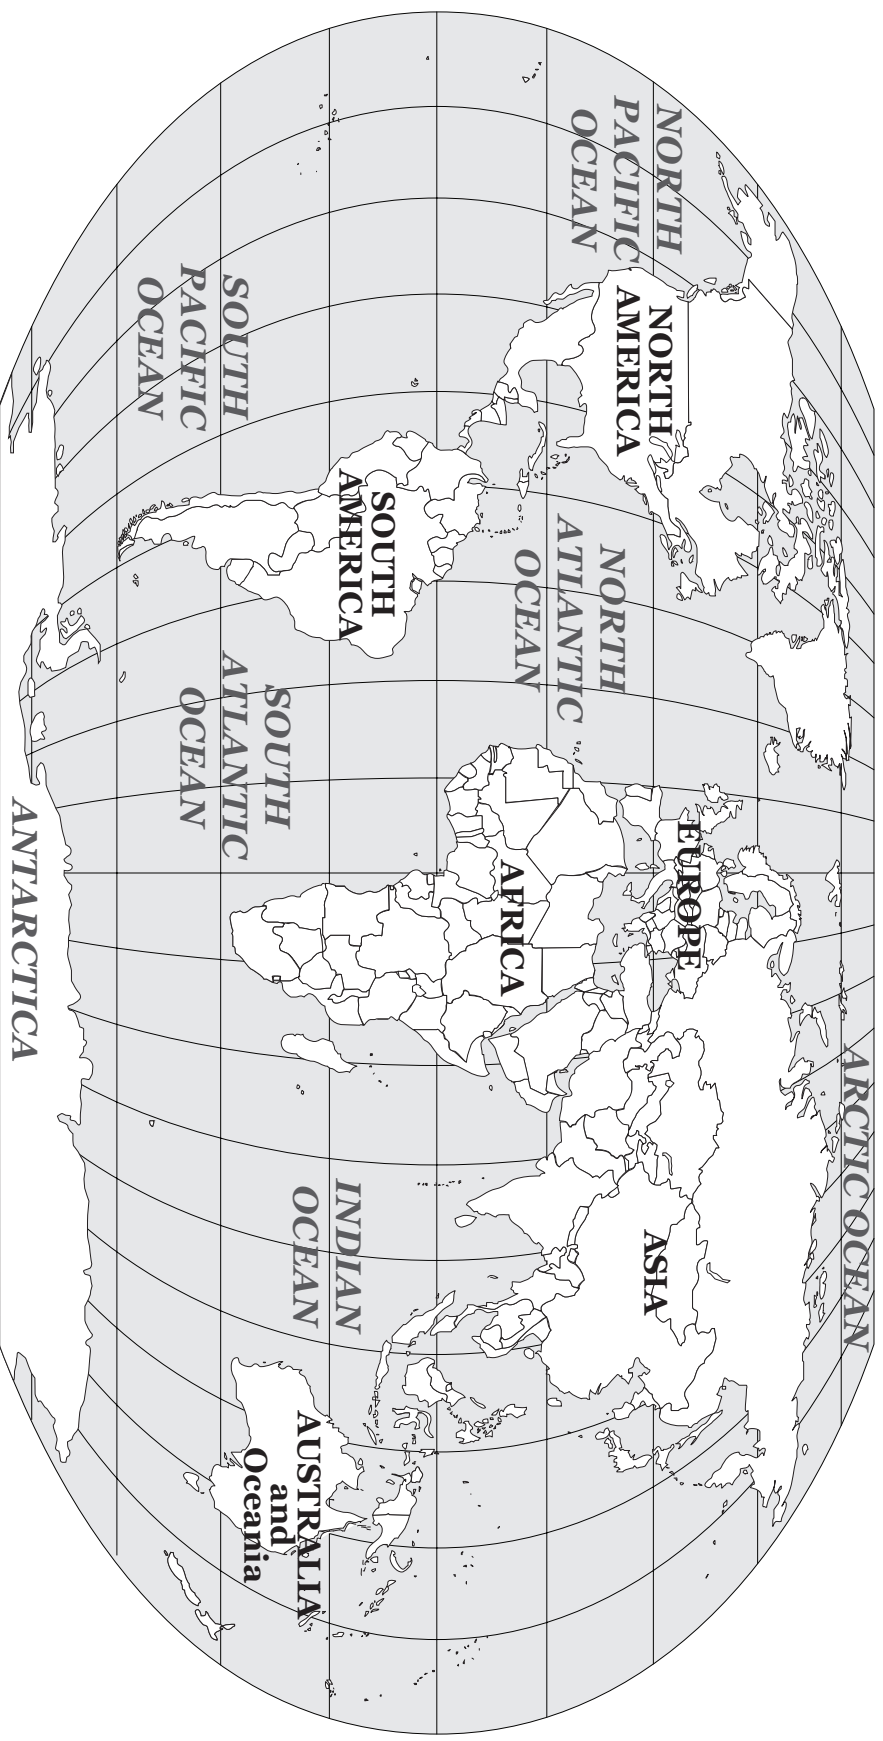 ARCTIC OCEAN
NORTH
PACIFIC
OCEAN
NORTH
AMERICA
NORTH
ATLANTIC
OCEAN
EUROPE
ASIA
AFRICA
SOUTH
AMERICA
SOUTH
PACIFIC
OCEAN
SOUTH
ATLANTIC
OCEAN
INDIAN
OCEAN
AUSTRALIA
and
Oceania
ANTARCTICA